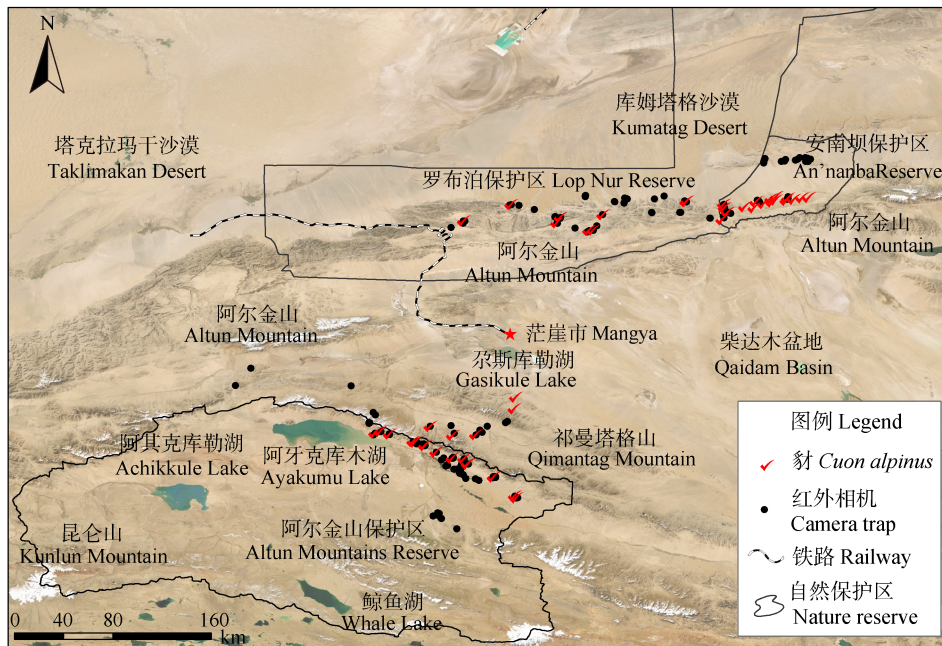 N
库姆塔格沙漠
Kumatag Desert
塔克拉玛干沙漠
Taklimakan Desert
安南坝保护区
An'nanbaReserve
罗布泊保护区 Lop Nur Reserve
阿尔金山
Altun Mountain
阿尔金山
Altun Mountain
阿尔金山
Altun Mountain
茫崖市 Mangya
尕斯库勒湖
Gasikule Lake
柴达木盆地
Qaidam Basin
阿其克库勒湖
Achikkule Lake
阿牙克库木湖
Ayakumu Lake
祁曼塔格山
Qimantag Mountain
昆仑山
Kunlun Mountain
阿尔金山保护区
Altun Mountains Reserve
鲸鱼湖
Whale Lake
图例 Legend
豺 Cuon alpinus
红外相机
Camera trap
铁路 Railway
自然保护区
Nature reserve
0 40 80 160
km